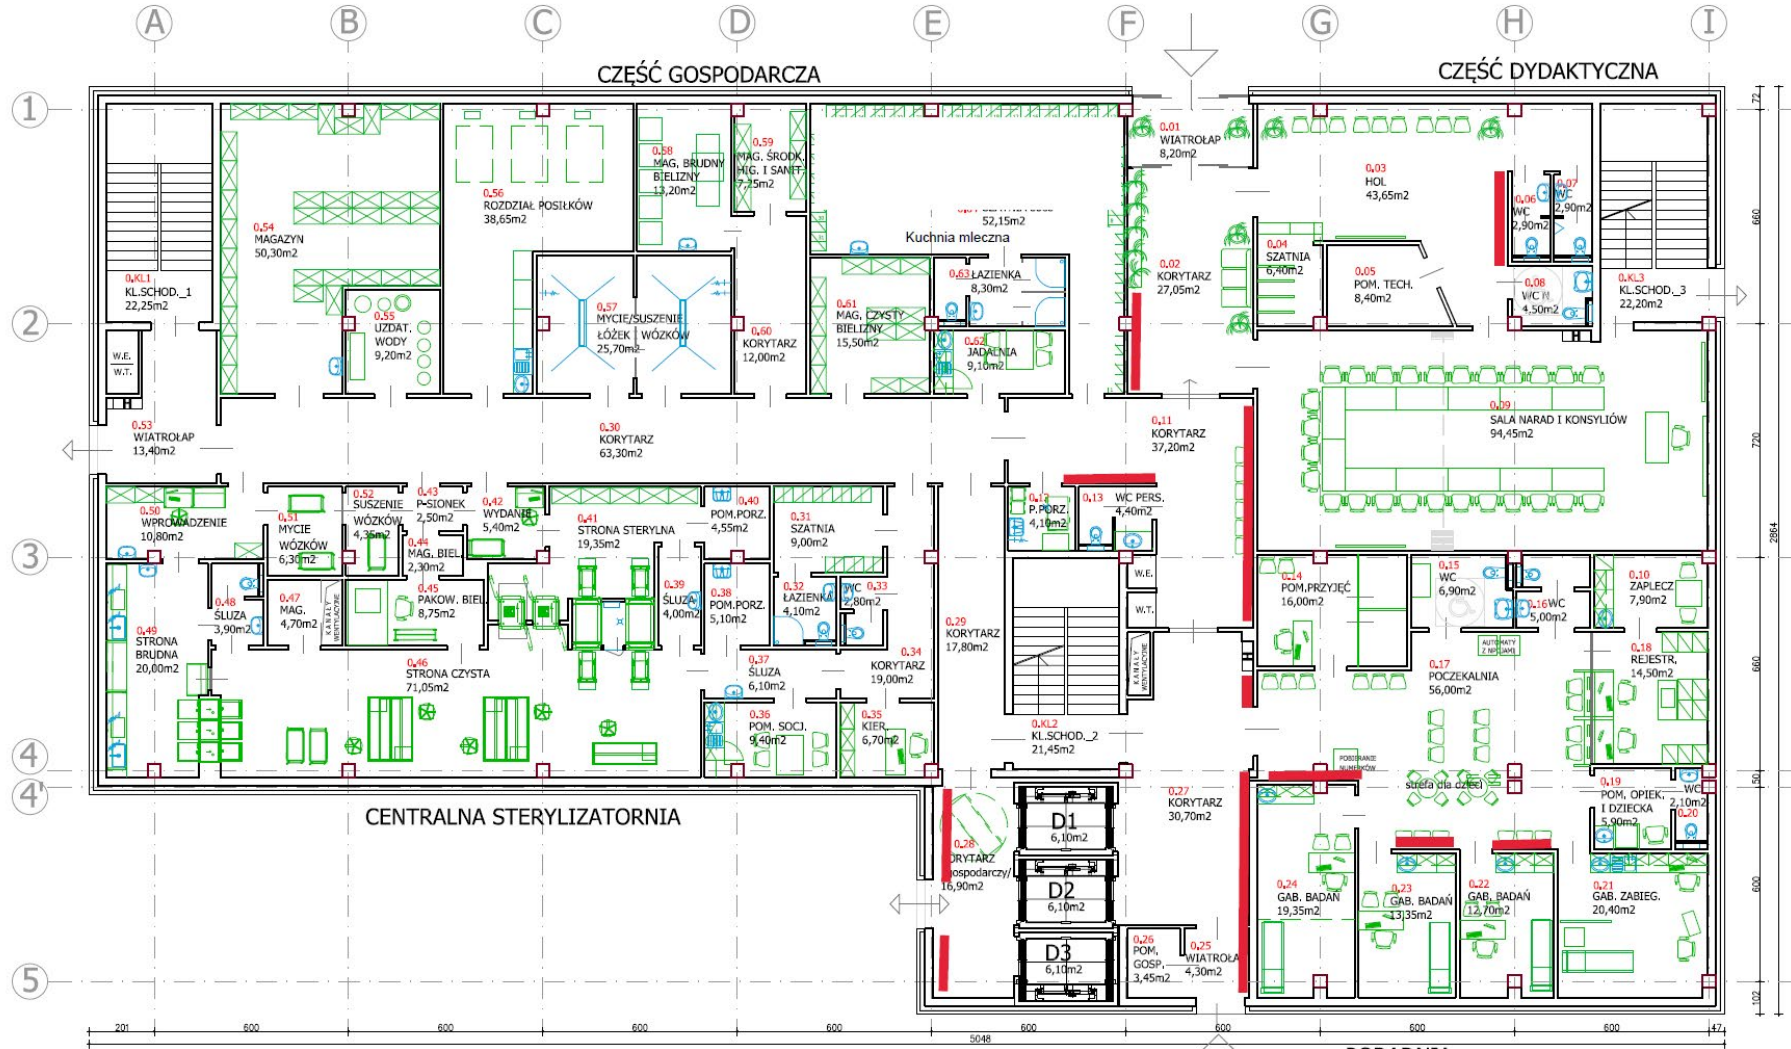 A B C D E F G H I
CZĘŚĆ GOSPODARCZA
CZĘŚĆ DYDAKTYCZNA
1
2
3
4
4'
5
72
660
720
2864
660
50
600
102
0.KL1
KL.SCHOD._1
22,25m2
0.54
MAGAZYN
50,30m2
0.55
UZDAT.
WODY
9,20m2
0.56
ROZDZIAŁ POSIŁKÓW
38,65m2
0.57
MYCIE/SUSZENIE
ŁÓŻEK WÓZKÓW
25,70m2
0.58
MAG. BRUDNY
BIELIZNY
13,20m2
0.59
MAG. ŚRODK.
HIG. I SANIT.
7,25m2
0.60
KORYTARZ
12,00m2
52,15m2
Kuchnia mleczna
0.61
MAG. CZYSTY
BIELIZNY
15,50m2
0.63 ŁAZIENKA
8,30m2
0.62
JADALNIA
9,10m2
0.01
WIATROŁAP
8,20m2
0.02
KORYTARZ
27,05m2
0.03
HOL
43,65m2
0.04
SZATNIA
6,40m2
0.05
POM. TECH.
8,40m2
0.06
WC
2,90m2
0.07
WC
2,90m2
0.08
WC N
4,50m2
0.KL3
KL.SCHOD._3
22,20m2
W.E.
W.T.
0.53
WIATROŁAP
13,40m2
0.30
KORYTARZ
63,30m2
0.11
KORYTARZ
37,20m2
0.09
SALA NARAD I KONSYLIÓW
94,45m2
0.50
WPROWADZENIE
10,80m2
0.51
MYCIE
WÓZKÓW
6,30m2
0.52
SUSZENIE
WÓZKÓW
4,35m2
0.43
P-SIONEK
2,50m2
0.42
WYDANIE
5,40m2
0.44
MAG. BIEL.
2,30m2
0.41
STRONA STERYLNA
19,35m2
0.40
POM.PORZ.
4,55m2
0.31
SZATNIA
9,00m2
0.12
P.PORZ.
4,10m2
0.13
WC PERS.
4,40m2
0.49
STRONA
BRUDNA
20,00m2
0.48
ŚLUZA
3,90m2
0.47
MAG.
4,70m2
KANAŁY
WENTYLACYJNE
0.45
PAKOW. BIEL.
8,75m2
0.46
STRONA CZYSTA
71,05m2
0.39
ŚLUZA
4,00m2
0.38
POM.PORZ.
5,10m2
0.32
ŁAZIENKA
4,10m2
0.33
WC
2,80m2
0.37
ŚLUZA
6,10m2
0.34
KORYTARZ
19,00m2
0.36
POM. SOCJ.
9,40m2
0.35
KIER.
6,70m2
0.29
KORYTARZ
17,80m2
W.E.
W.T.
KANAŁY
WENTYLACYJNE
0.KL2
KL.SCHOD._2
21,45m2
0.14
POM.PRZYJĘĆ
16,00m2
0.15
WC
6,90m2
0.16 WC
5,00m2
0.10
ZAPLECZ
7,90m2
AUTOMATY
Z NPOJAMI
0.17
POCZEKALNIA
56,00m2
0.18
REJESTR.
14,50m2
POBIERANIE
NUMERKÓW
strefa dla dzieci
0.19
POM. OPIEK.
I DZIECKA
5,90m2
WC
2,10m2
0.20
CENTRALNA STERYLIZATORNIA
0.28
KORYTARZ
gospodarczy/
16,90m2
D1
6,10m2
D2
6,10m2
D3
6,10m2
0.27
KORYTARZ
30,70m2
0.26
POM.
GOSP.
3,45m2
0.25
WIATROŁA
4,30m2
0.24
GAB. BADAŃ
19,35m2
0.23
GAB. BADAŃ
13,35m2
0.22
GAB. BADAŃ
12,70m2
0.21
GAB. ZABIEG.
20,40m2
201 600 600 600 600 600 600 600 600 47
5048